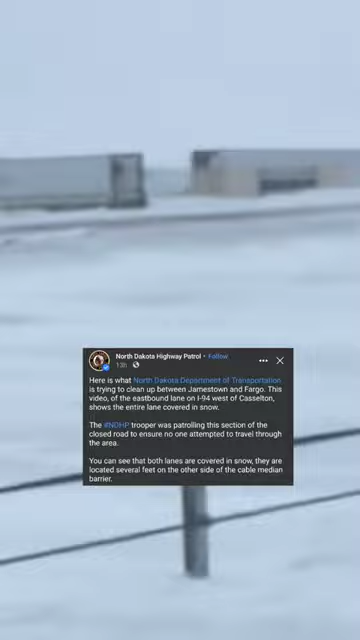 North Dakota Highway Patrol · Follow
13h
Here is what North Dakota Department of Transportation
is trying to clean up between Jamestown and Fargo. This
video, of the eastbound lane on I-94 west of Casselton,
shows the entire lane covered in snow.
The #NDHP trooper was patrolling this section of the
closed road to ensure no one attempted to travel through
the area.
You can see that both lanes are covered in snow, they are
located several feet on the other side of the cable median
barrier.